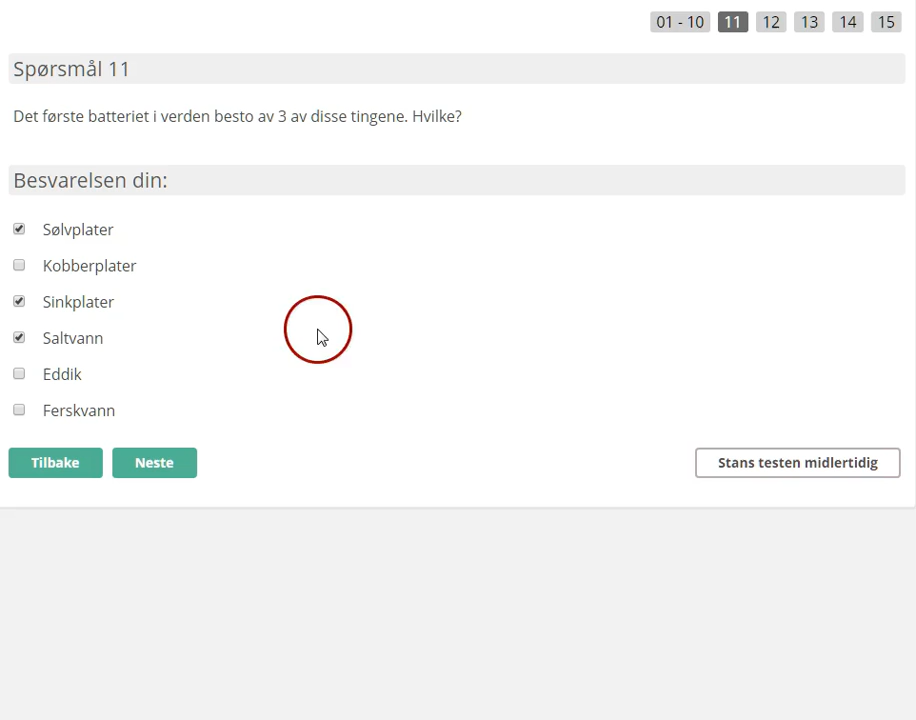 01 - 10 11 12 13 14 15
Spørsmål 11
Det første batteriet i verden besto av 3 av disse tingene. Hvilke?
Besvarelsen din:
Sølvplater
Kobberplater
Sinkplater
Saltvann
Eddik
Ferskvann
Tilbake Neste Stans testen midlertidig